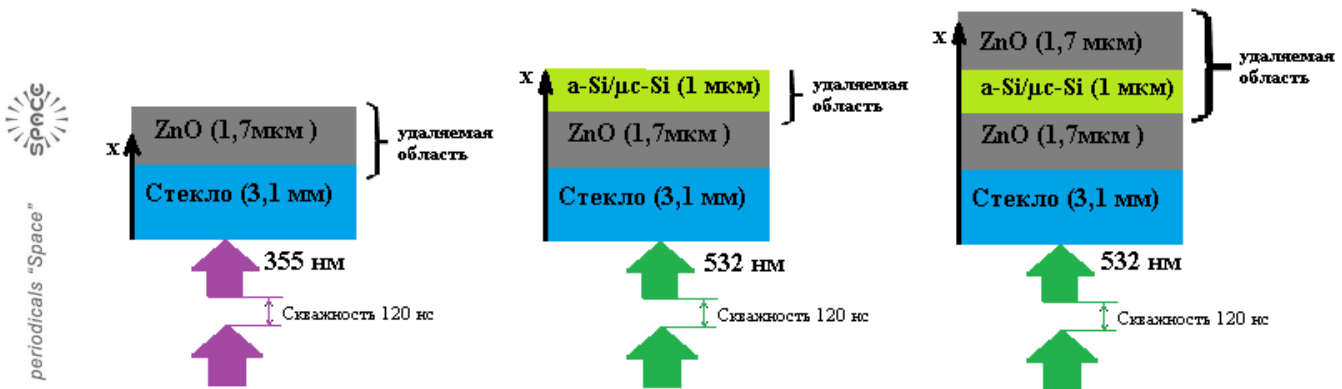 space
periodicals "Space"
x
ZnO (1,7мкм )
Стекло (3,1 мм)
удаляемая
область
355 нм
Скважность 120 нс
x
a-Si/µc-Si (1 мкм)
ZnO (1,7мкм )
Стекло (3,1 мм)
удаляемая
область
532 нм
Скважность 120 нс
x
ZnO (1,7 мкм)
a-Si/µc-Si (1 мкм)
ZnO (1,7мкм )
Стекло (3,1 мм)
удаляемая
область
532 нм
Скважность 120 нс